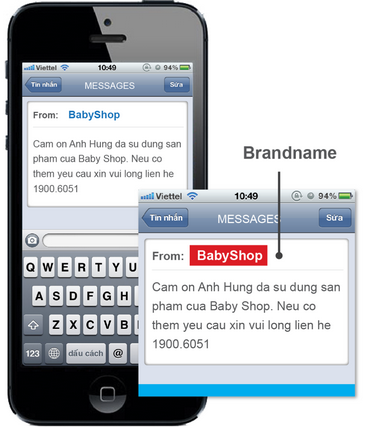 Viettel 10:49 94%
Tin nhắn MESSAGES Sửa
From: BabyShop
Cam on Anh Hung da su dung san
pham cua Baby Shop. Neu co
them yeu cau xin vui long lien he
1900.6051
Q W E R T Y U
A S D F G H
Z X C V B
123 dấu cách @
Brandname
Viettel 10:49 94%
Tin nhắn MESSAGES Sửa
From: BabyShop
Cam on Anh Hung da su dung san
pham cua Baby Shop. Neu co
them yeu cau xin vui long lien he
1900.6051